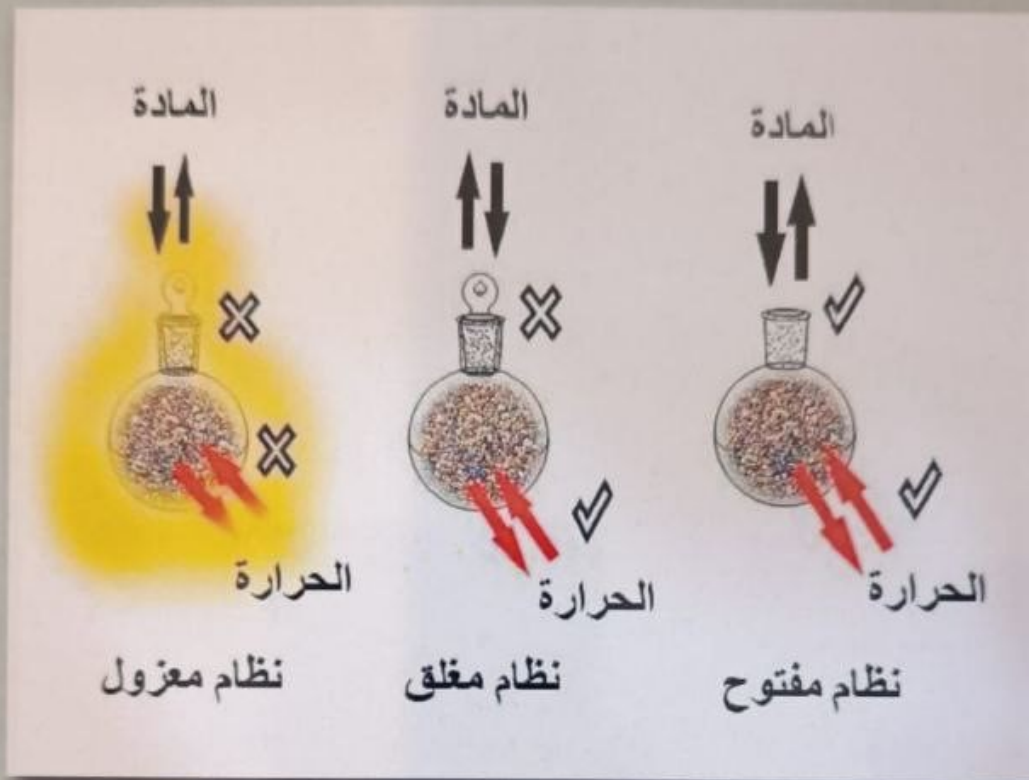 المادة
المادة
المادة
الحرارة
الحرارة
الحرارة
نظام مفتوح
نظام مغلق
نظام معزول